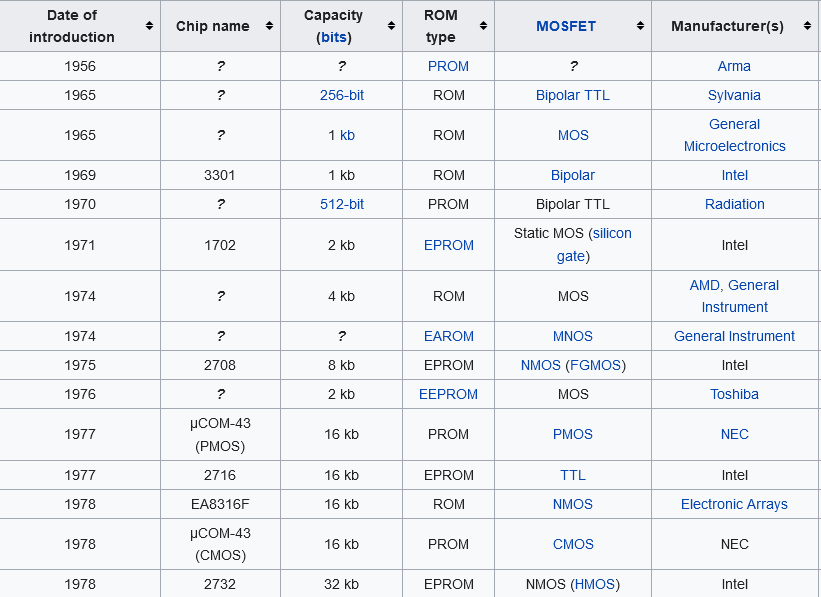 Date of introduction Chip name Capacity (bits) ROM type MOSFET Manufacturer(s)
1956 ? ? PROM ? Arma
1965 ? 256-bit ROM Bipolar TTL Sylvania
1965 ? 1 kb ROM MOS General Microelectronics
1969 3301 1 kb ROM Bipolar Intel
1970 ? 512-bit PROM Bipolar TTL Radiation
1971 1702 2 kb EPROM Static MOS (silicon gate) Intel
1974 ? 4 kb ROM MOS AMD, General Instrument
1974 ? ? EAROM MNOS General Instrument
1975 2708 8 kb EPROM NMOS (FGMOS) Intel
1976 ? 2 kb EEPROM MOS Toshiba
1977 μCOM-43 (PMOS) 16 kb PROM PMOS NEC
1977 2716 16 kb EPROM TTL Intel
1978 EA8316F 16 kb ROM NMOS Electronic Arrays
1978 μCOM-43 (CMOS) 16 kb PROM CMOS NEC
1978 2732 32 kb EPROM NMOS (HMOS) Intel